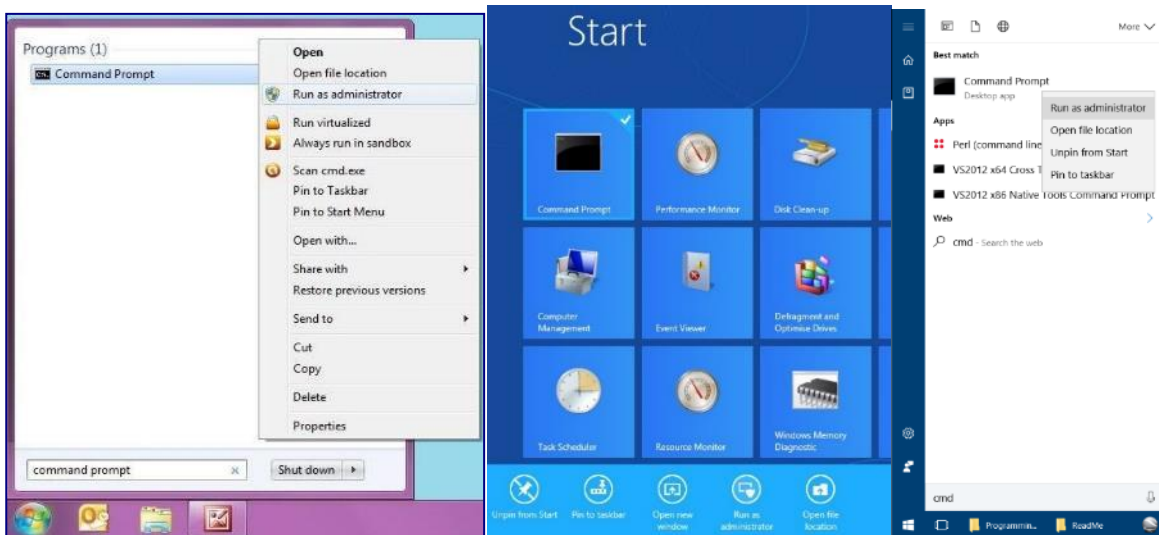 Programs (1)
Command Prompt
Open
Open file location
Run as administrator
Run virtualized
Always run in sandbox
Scan cmd.exe
Pin to Taskbar
Pin to Start Menu
Open with...
Share with
Restore previous versions
Send to
Cut
Copy
Delete
Properties
command prompt
Shut down
Start
Command Prompt
Performance Monitor
Disk Clean-up
Computer
Management
Event Viewer
Defragment and
Optimise Drives
Task Scheduler
Resource Monitor
Windows Memory
Diagnostic
Unpin from Start
Pin to taskbar
Open new
window
Run as
administrator
Open file
location
More
Best match
Command Prompt
Desktop app
Run as administrator
Open file location
Unpin from Start
Pin to taskbar
Apps
Perl (command line
VS2012 x64 Cross T
VS2012 x86 Native Tools Command Prompt
Web
cmd - Search the web
cmd
Programmin...
ReadMe